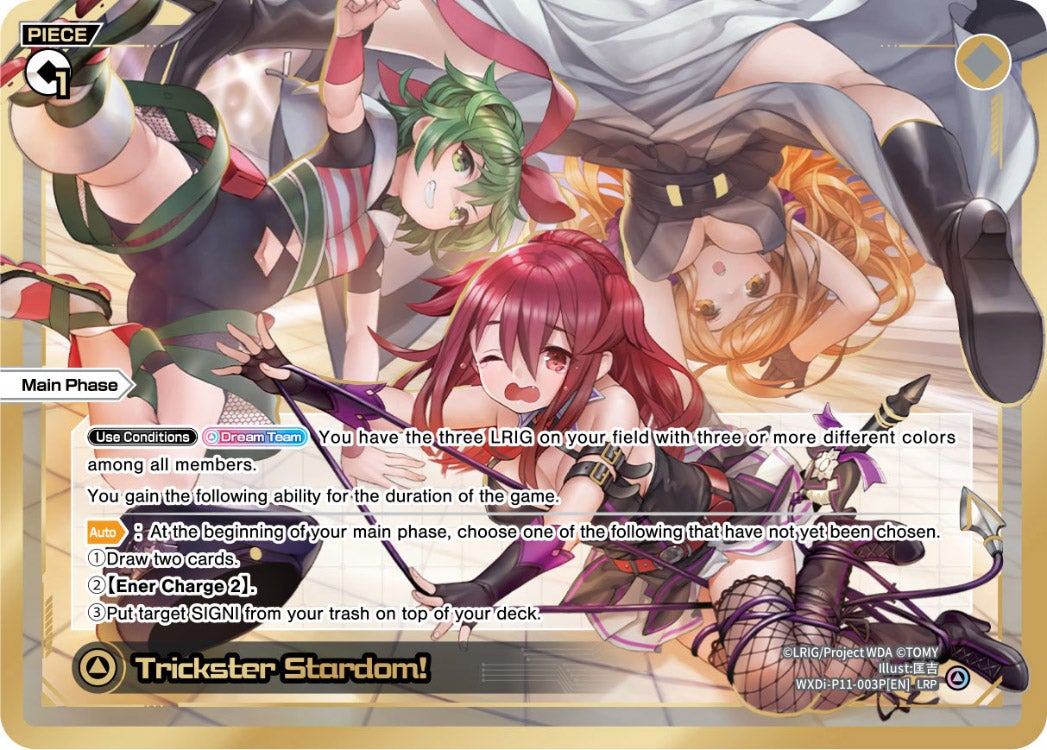 PIECE
1
Main Phase
Use Conditions Dream Team You have the three LRIG on your field with three or more different colors
among all members.
You gain the following ability for the duration of the game.
Auto : At the beginning of your main phase, choose one of the following that have not yet been chosen.
①Draw two cards.
②【Ener Charge 2】.
③Put target SIGNI from your trash on top of your deck.
Trickster Stardom!
©LRIG/Project WDA ©TOMY
Illust:匡吉
WXDi-P11-003P[EN] LRP